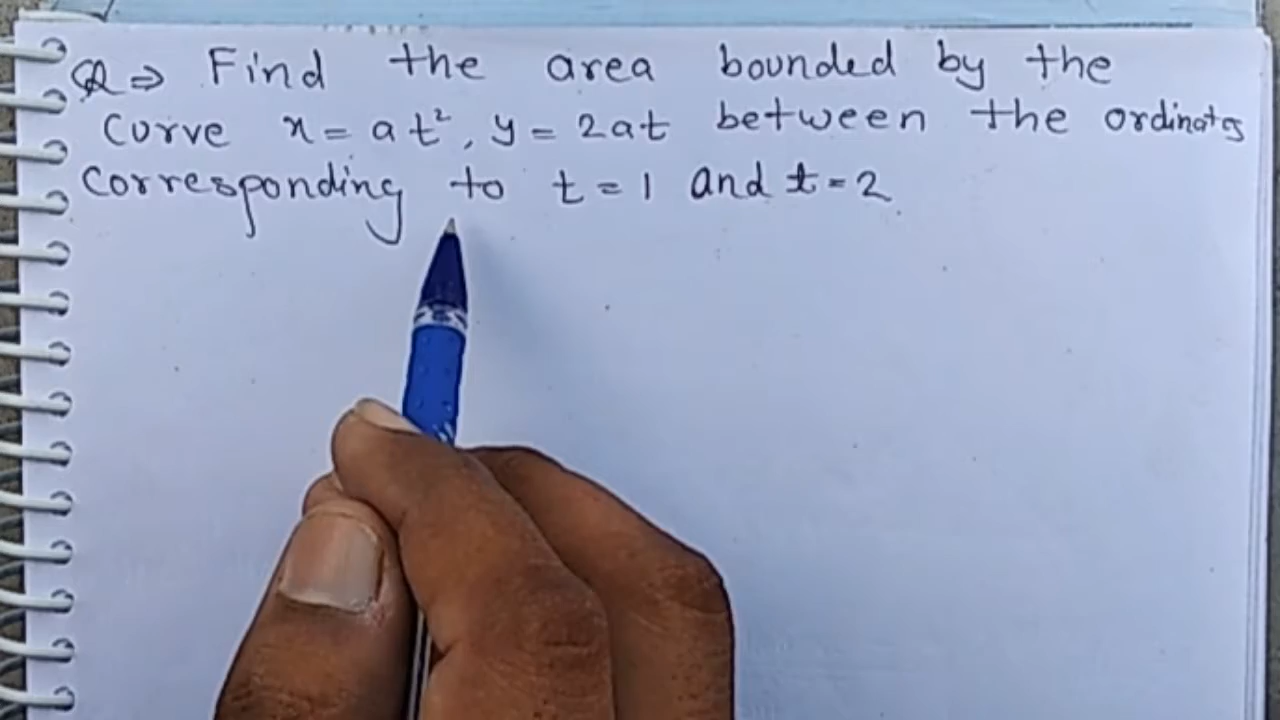 Q ⇒ Find the area bounded by the
curve x = at², y = 2at between the ordinates
corresponding to t = 1 and t = 2